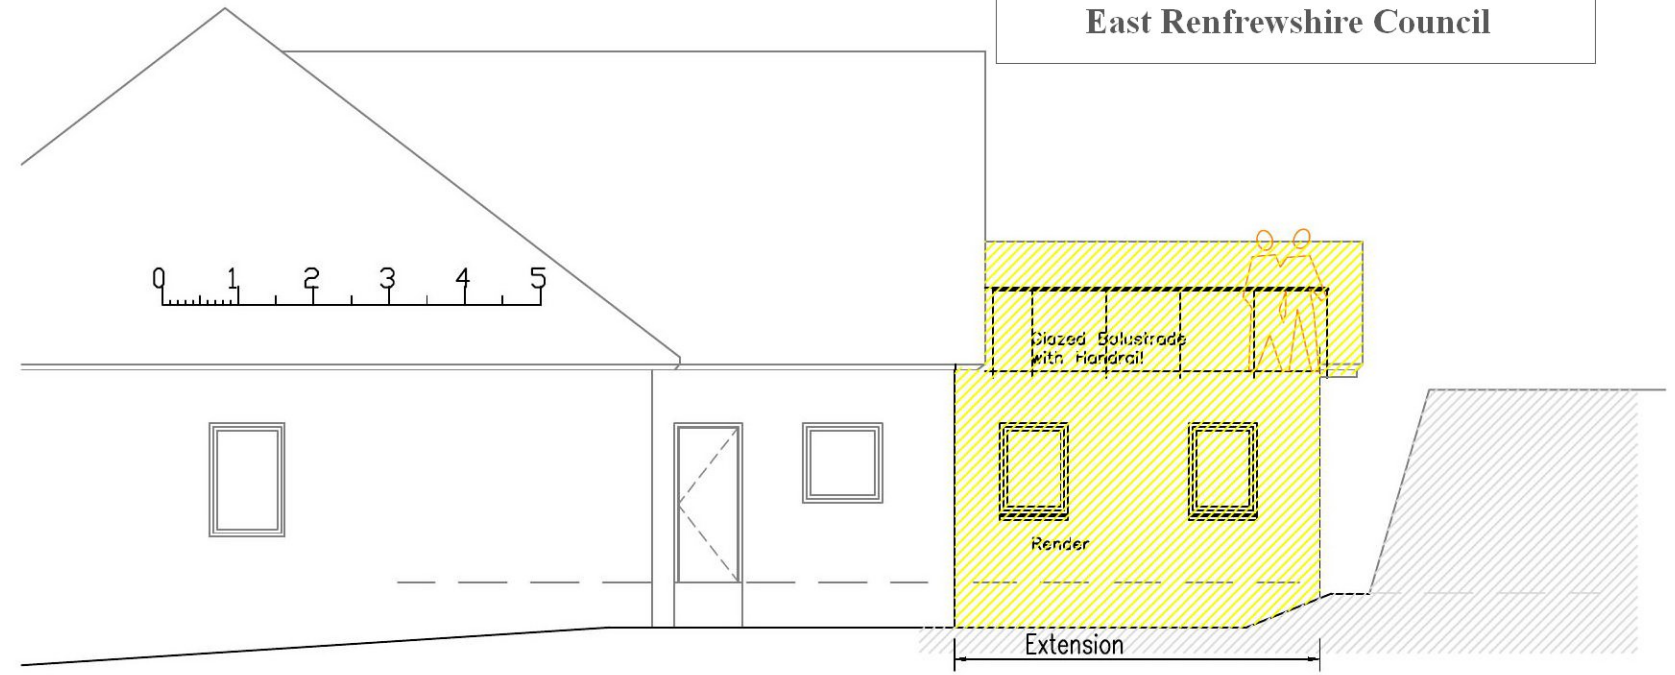 East Renfrewshire Council
0 1 2 3 4 5
Glazed Balustrade
with Handrail
Render
Extension